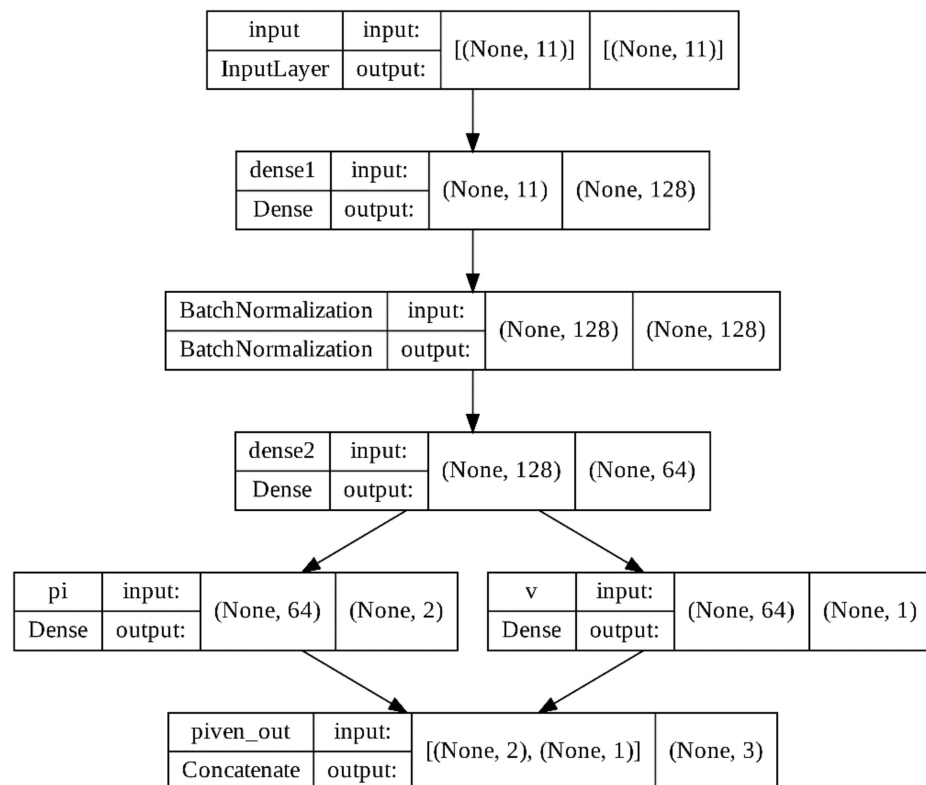 input input: [(None, 11)] [(None, 11)]
InputLayer output:
dense1 input: (None, 11) (None, 128)
Dense output:
BatchNormalization input: (None, 128) (None, 128)
BatchNormalization output:
dense2 input: (None, 128) (None, 64)
Dense output:
pi input: (None, 64) (None, 2)
Dense output:
v input: (None, 64) (None, 1)
Dense output:
piven_out input: [(None, 2), (None, 1)] (None, 3)
Concatenate output: